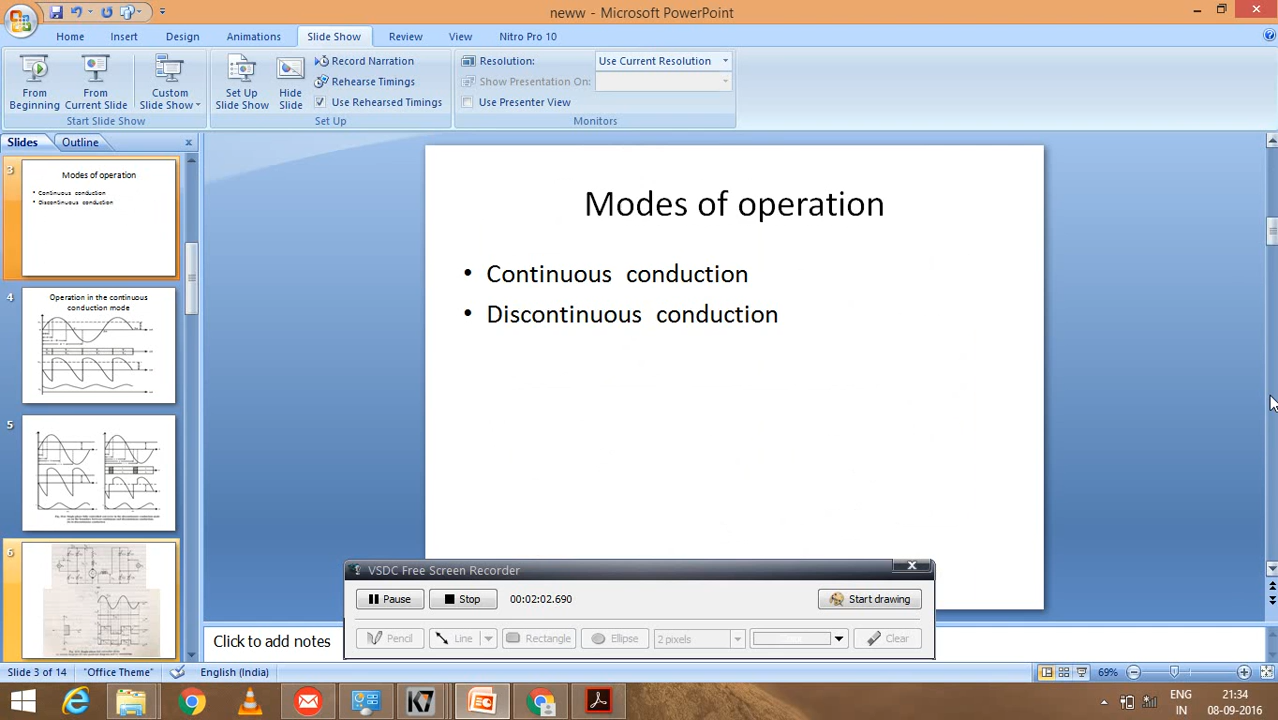 neww - Microsoft PowerPoint
Home Insert Design Animations Slide Show Review View Nitro Pro 10
From Beginning
From Current Slide
Custom Slide Show
Start Slide Show
Set Up Slide Show
Hide Slide
Record Narration
Rehearse Timings
Use Rehearsed Timings
Set Up
Resolution: Use Current Resolution
Show Presentation On:
Use Presenter View
Monitors
Slides Outline
3
Modes of operation
• Continuous conduction
• Discontinuous conduction
4
Operation in the continuous
conduction mode
5
6
Modes of operation
• Continuous conduction
• Discontinuous conduction
VSDC Free Screen Recorder
Pause Stop 00:02:02.690 Start drawing
Pencil Line Rectangle Ellipse 2 pixels Clear
Click to add notes
Slide 3 of 14 "Office Theme" English (India) 69%
ENG
IN
21:34
08-09-2016